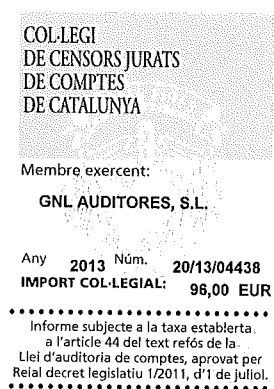 COL·LEGI
DE CENSORS JURATS
DE COMPTES
DE CATALUNYA
Membre exercent:
GNL AUDITORES, S.L.
Any 2013 Núm. 20/13/04438
IMPORT COL·LEGIAL: 96,00 EUR
Informe subjecte a la taxa establerta
a l'article 44 del text refós de la
Llei d'auditoria de comptes, aprovat per
Reial decret legislatiu 1/2011, d'1 de juliol.